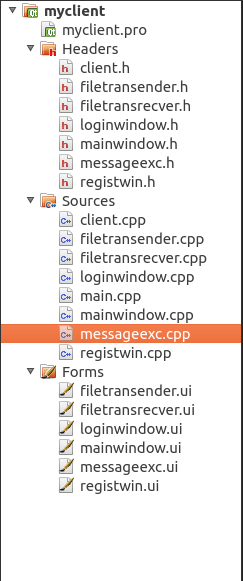 myclient
myclient.pro
Headers
client.h
filetransender.h
filetransrecver.h
loginwindow.h
mainwindow.h
messageexc.h
registwin.h
Sources
client.cpp
filetransender.cpp
filetransrecver.cpp
loginwindow.cpp
main.cpp
mainwindow.cpp
messageexc.cpp
registwin.cpp
Forms
filetransender.ui
filetransrecver.ui
loginwindow.ui
mainwindow.ui
messageexc.ui
registwin.ui